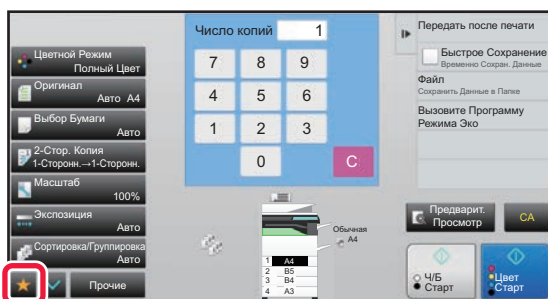 Число копий 1
Передать после печати
Цветной Режим
Полный Цвет
Оригинал
Авто A4
Выбор Бумаги
Авто
2-Стор. Копия
1-Сторонн.→1-Сторонн.
Масштаб
100%
Экспозиция
Авто
Сортировка/Группировка
Авто
Прочие
7 8 9
4 5 6
1 2 3
0 C
Обычная
A4
1 A4
2 B5
3 B4
4 A3
Быстрое Сохранение
Временно Сохран. Данные
Файл
Сохранить Данные в Папке
Вызовите Программу
Режима Эко
Предварит.
Просмотр
CA
Ч/Б
Старт
Цвет
Старт